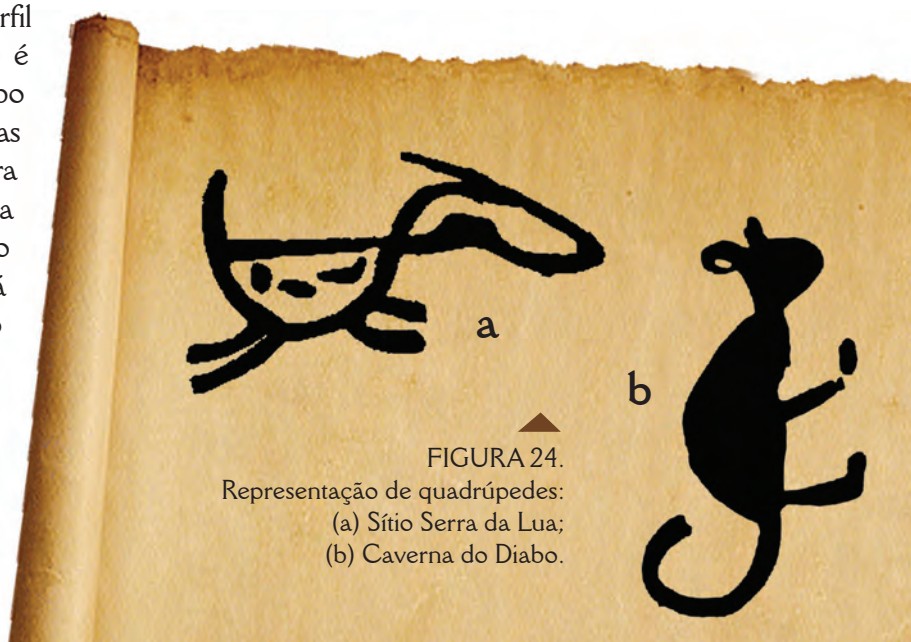 é
a
b
FIGURA 24.
Representação de quadrúpedes:
(a) Sítio Serra da Lua;
(b) Caverna do Diabo.